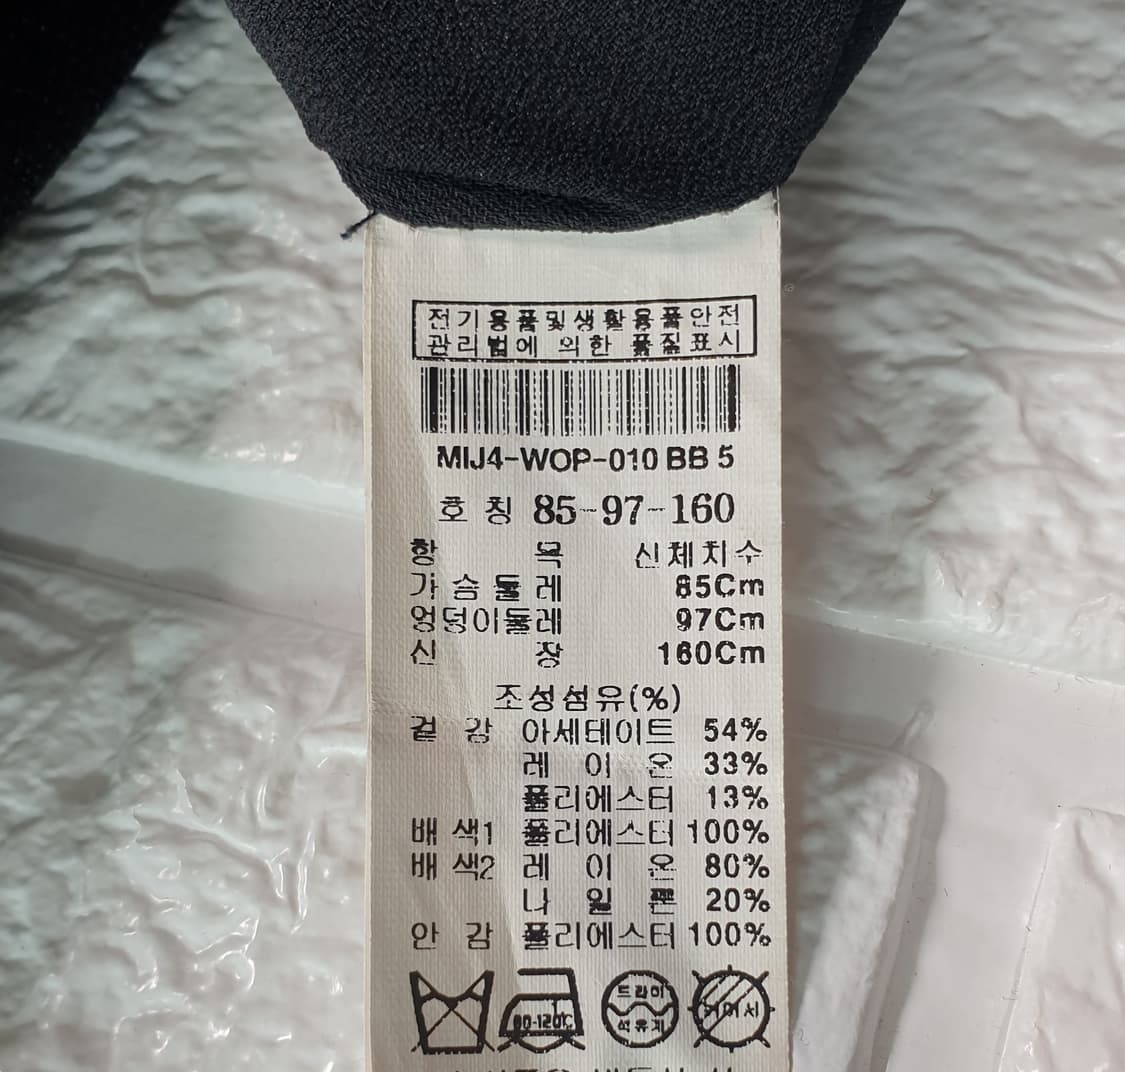 전기용품및생활용품안전
관리법에 의한 품질표시
MIJ4-WOP-010 BB 5
호 칭 85-97-160
항 목 신체치수
가슴둘레 85Cm
엉덩이둘레 97Cm
신 장 160Cm
조성섬유(%)
겉 감 아세테이트 54%
레 이 온 33%
폴리에스터 13%
배 색1 폴리에스터 100%
배 색2 레 이 온 80%
나 일 론 20%
안 감 폴리에스터 100%
80-120℃
드라이
석유계